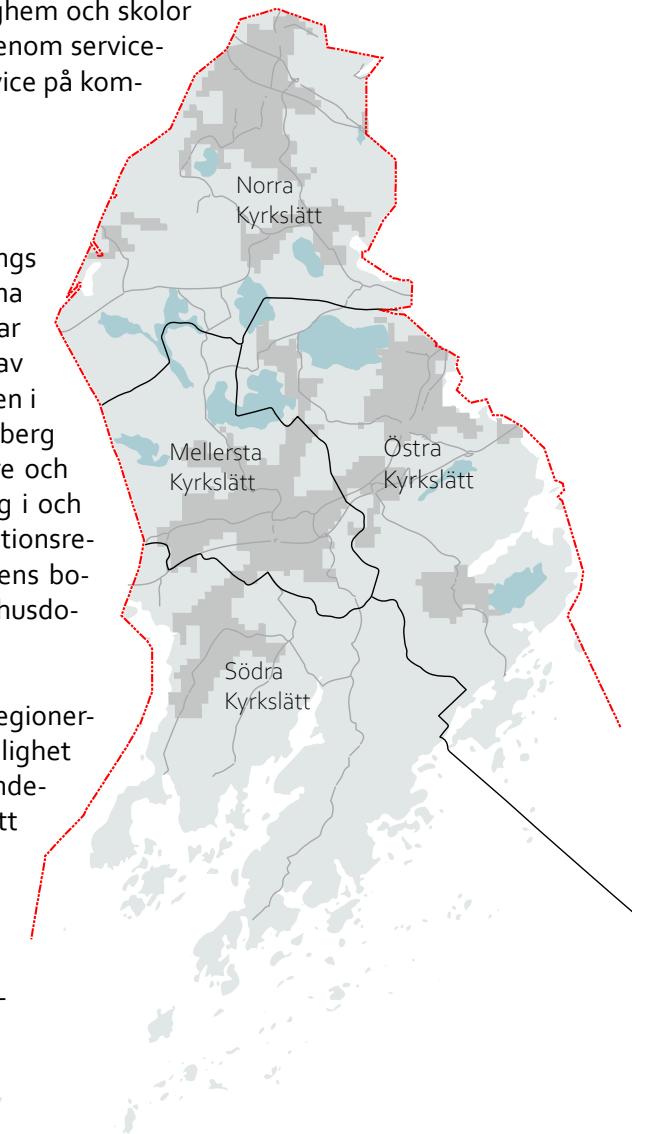 ghem och skolor
enom service-
vice på kom-
ngs
na
ar
av
en i
berg
re och
g i och
tionsre-
ens bo-
husdo-
egioner-
lighet
nde-
tt
-
Norra
Kyrkslätt
Mellersta
Kyrkslätt
Östra
Kyrkslätt
Södra
Kyrkslätt